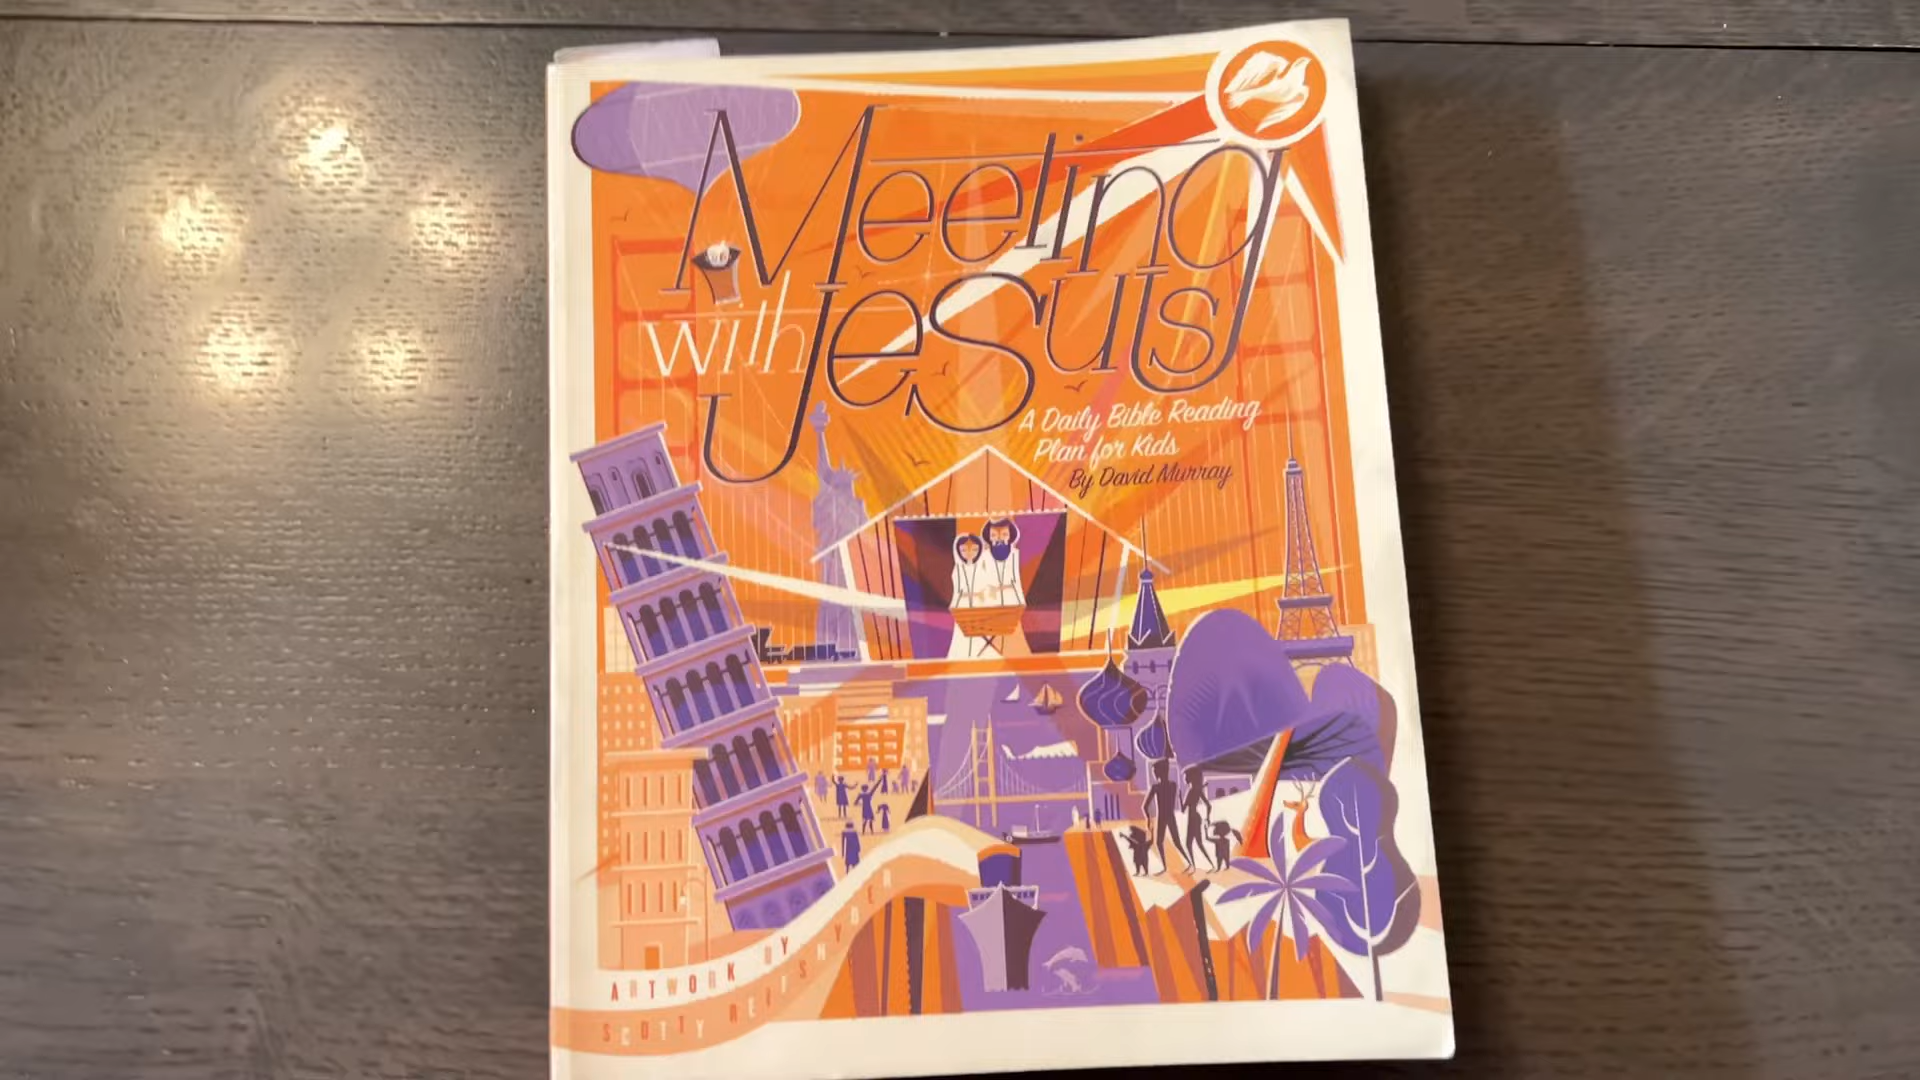 Meeting
with Jesus
A Daily Bible Reading
Plan for Kids
By David Murray
ARTWORK BY
SCOTTY REIFSNYDER